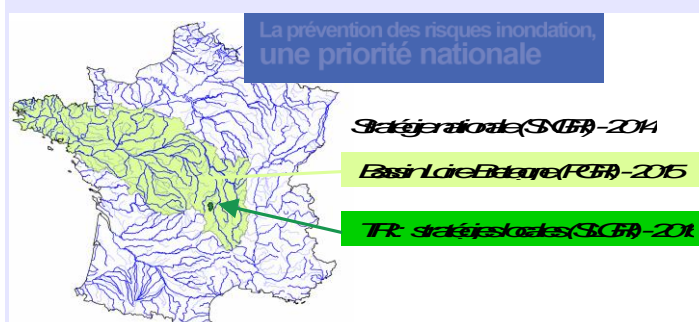 La prévention des risques inondation,
une priorité nationale
Stratégie nationale (SNGRI) - 2014
Bassin Loire-Bretagne (PGRI) - 2015
TRI : stratégies locales (SLGRI) -